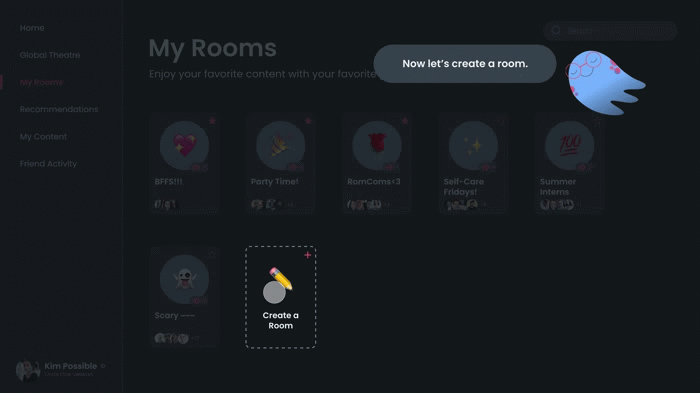 Home
Global Theatre
My Rooms
Recommendations
My Content
Friend Activity
My Rooms
Enjoy your favorite content with your favorite
Search
Now let's create a room.
BFFS!!!
Party Time!
RomComs<3
Self-Care
Fridays!
Summer
Interns
Scary ~~~
Create a
Room
Kim Possible